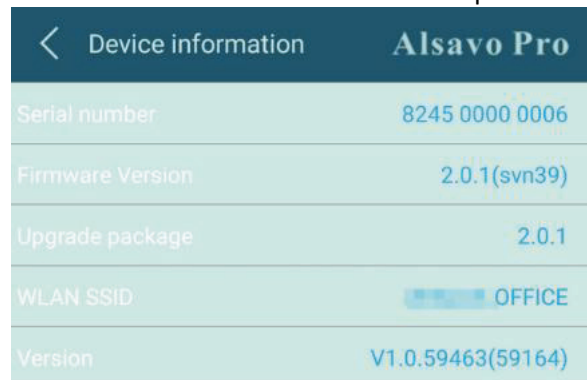 Device information Alsavo Pro
Serial number 8245 0000 0006
Firmware Version 2.0.1(svn39)
Upgrade package 2.0.1
WLAN SSID OFFICE
Version V1.0.59463(59164)